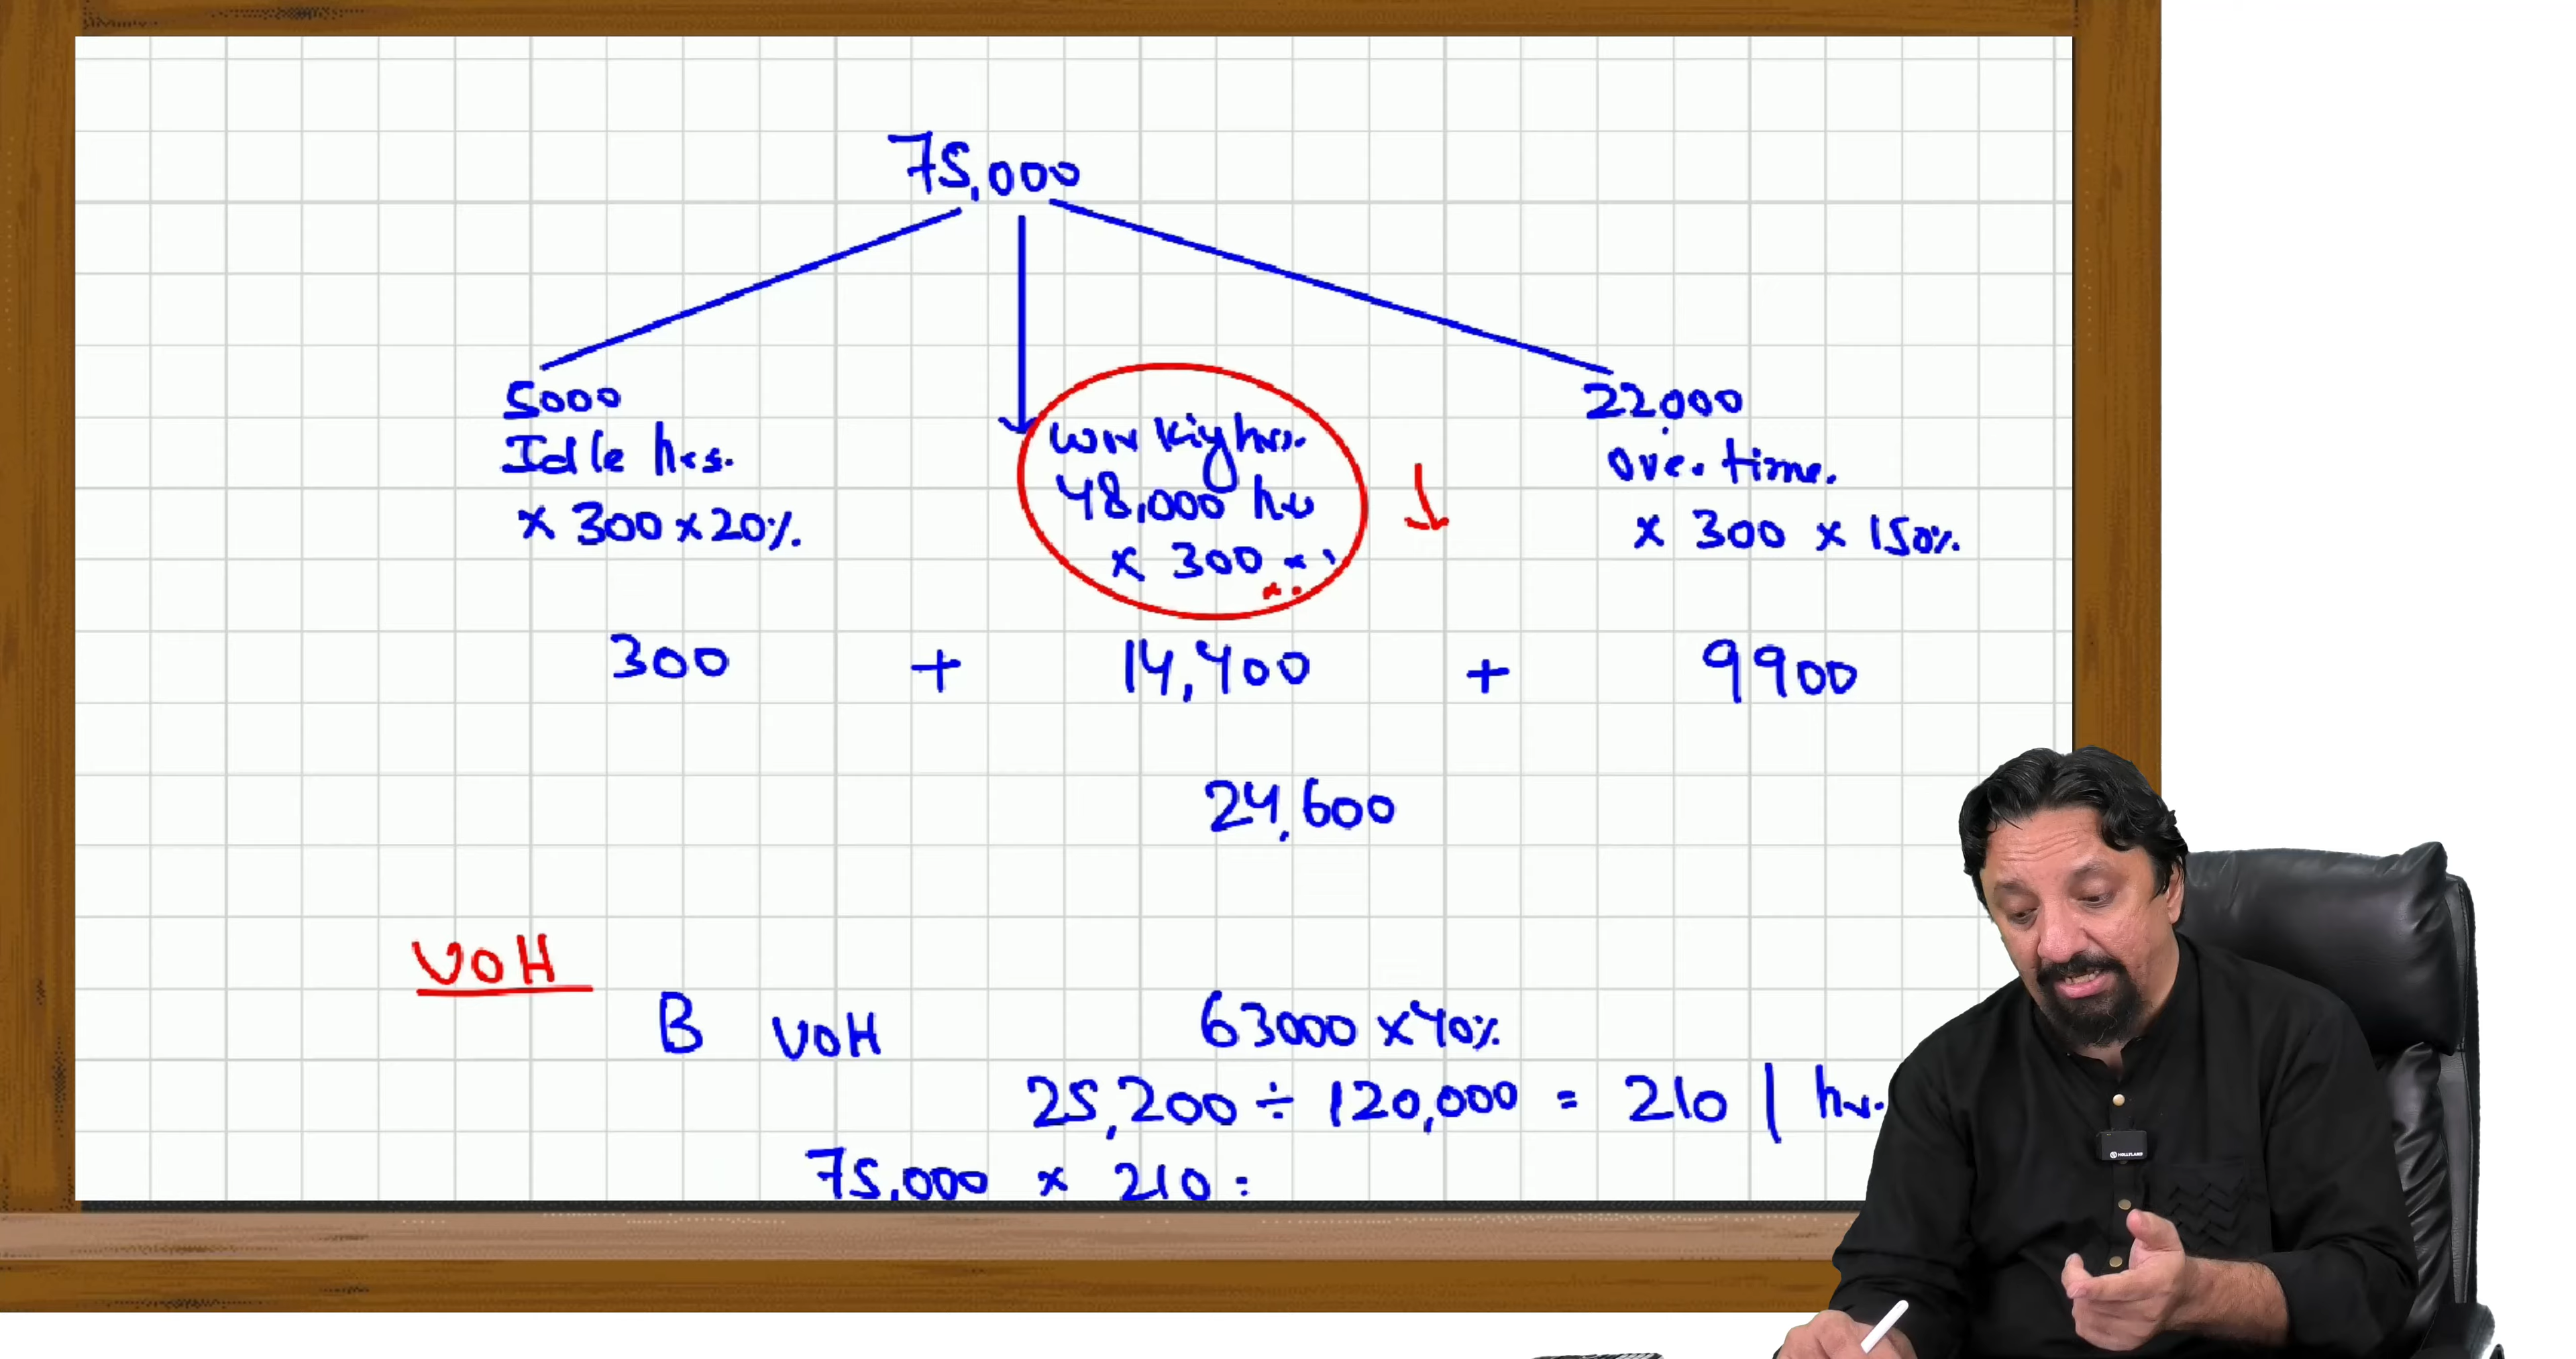 75,000
5000
Idle hrs.
x 300 x 20%.
Working hrs.
48,000 hrs
x 300 x
22,000
Over time.
x 300 x 150%.
300 + 14,400 + 9900
24,600
VOH
B VOH 63000 x 40%
25,200 ÷ 120,000 = 210 | hr.
75,000 x 210 =